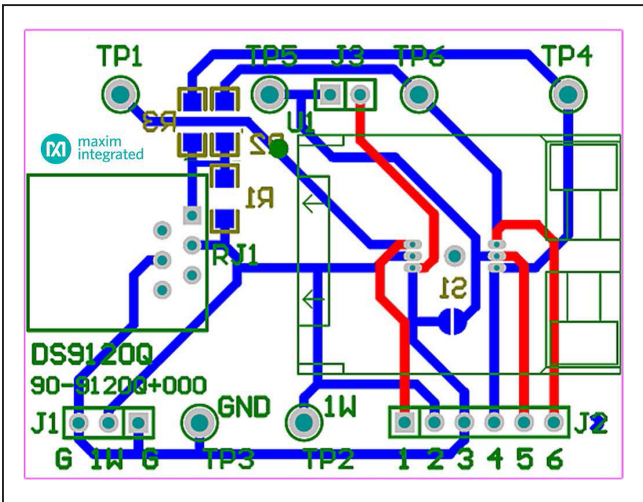 TP1 TP5 J3 TP6 TP4
R3 R2 U1
maxim
integrated
R1
RJ1
S1
DS9120Q
90-9120Q+000
J1 GND 1W J2
G 1W G TP3 TP2 1 2 3 4 5 6